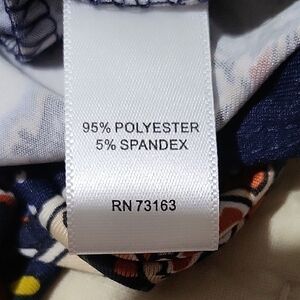 95% POLYESTER
5% SPANDEX
RN 73163